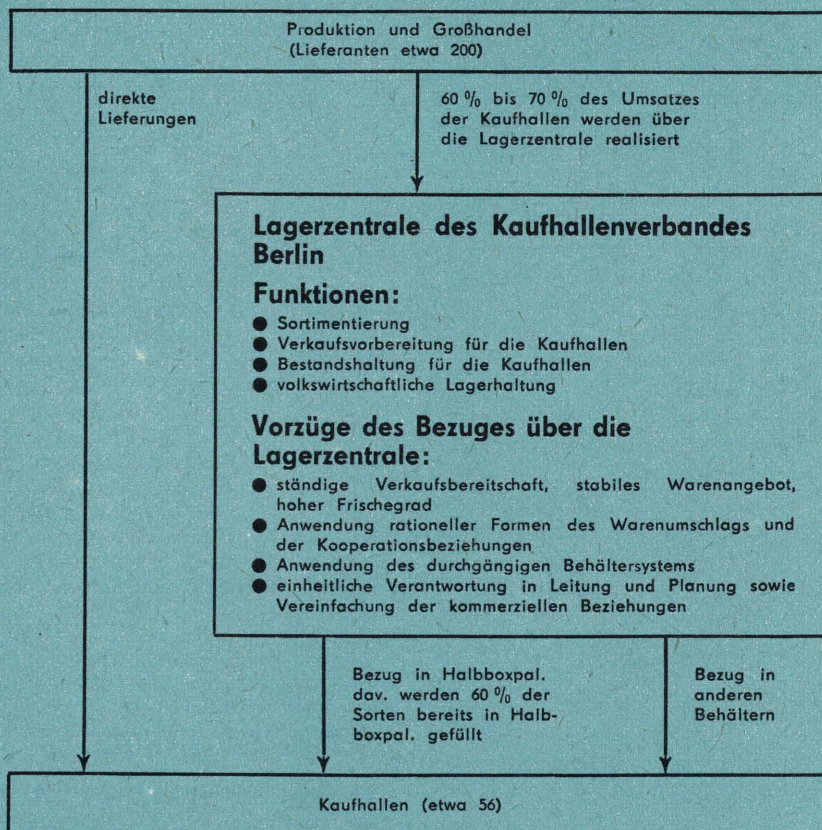 Produktion und Großhandel
(Lieferanten etwa 200)
direkte
Lieferungen
60 % bis 70 % des Umsatzes
der Kaufhallen werden über
die Lagerzentrale realisiert
Lagerzentrale des Kaufhallenverbandes
Berlin
Funktionen:
● Sortimentierung
● Verkaufsvorbereitung für die Kaufhallen
● Bestandshaltung für die Kaufhallen
● volkswirtschaftliche Lagerhaltung
Vorzüge des Bezuges über die
Lagerzentrale:
● ständige Verkaufsbereitschaft, stabiles Warenangebot,
hoher Frischegrad
● Anwendung rationeller Formen des Warenumschlags und
der Kooperationsbeziehungen
● Anwendung des durchgängigen Behältersystems
● einheitliche Verantwortung in Leitung und Planung sowie
Vereinfachung der kommerziellen Beziehungen
Bezug in Halbboxpal.
dav. werden 60 % der
Sorten bereits in Halb-
boxpal. gefüllt
Bezug in
anderen
Behältern
Kaufhallen (etwa 56)